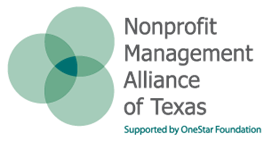 Nonprofit
Management
Alliance
of Texas
Supported by OneStar Foundation